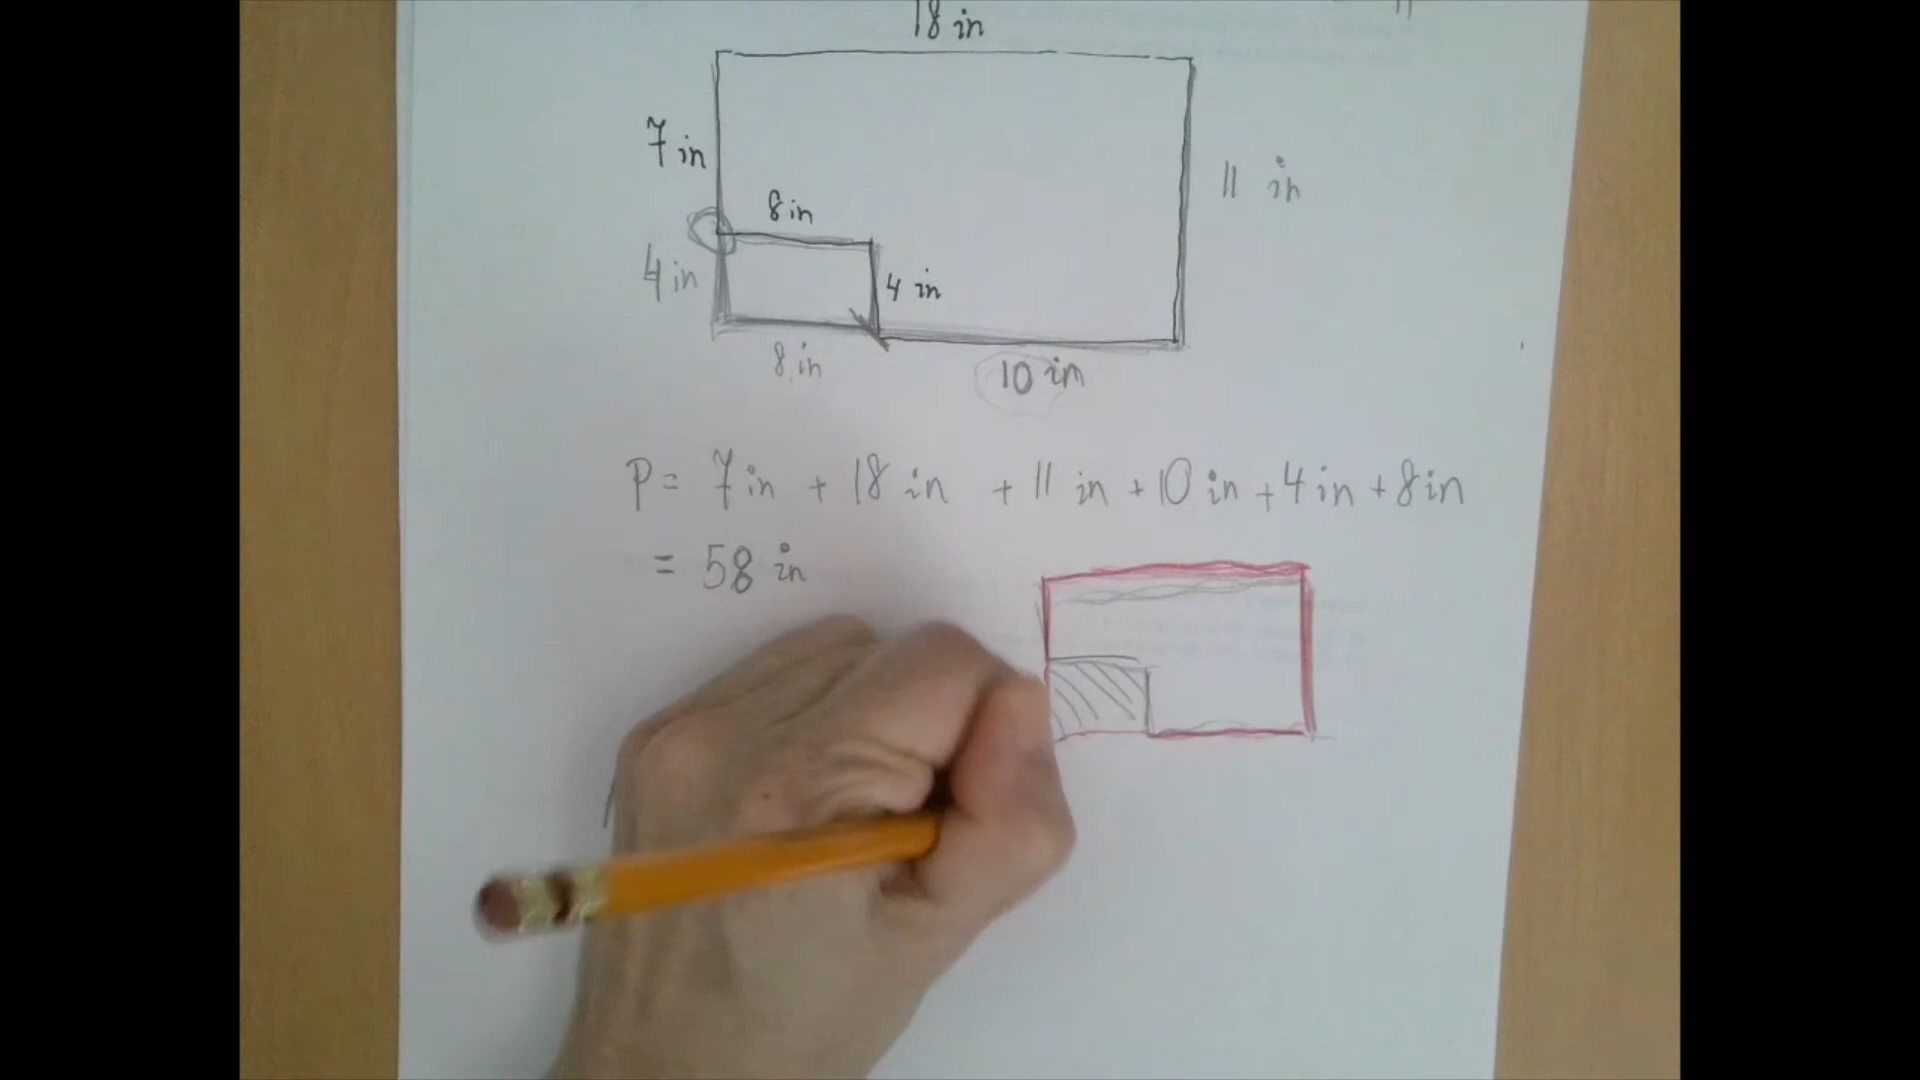 18 in
7 in
11 in
8 in
4 in
4 in
8 in
10 in
P = 7 in + 18 in + 11 in + 10 in + 4 in + 8 in
= 58 in